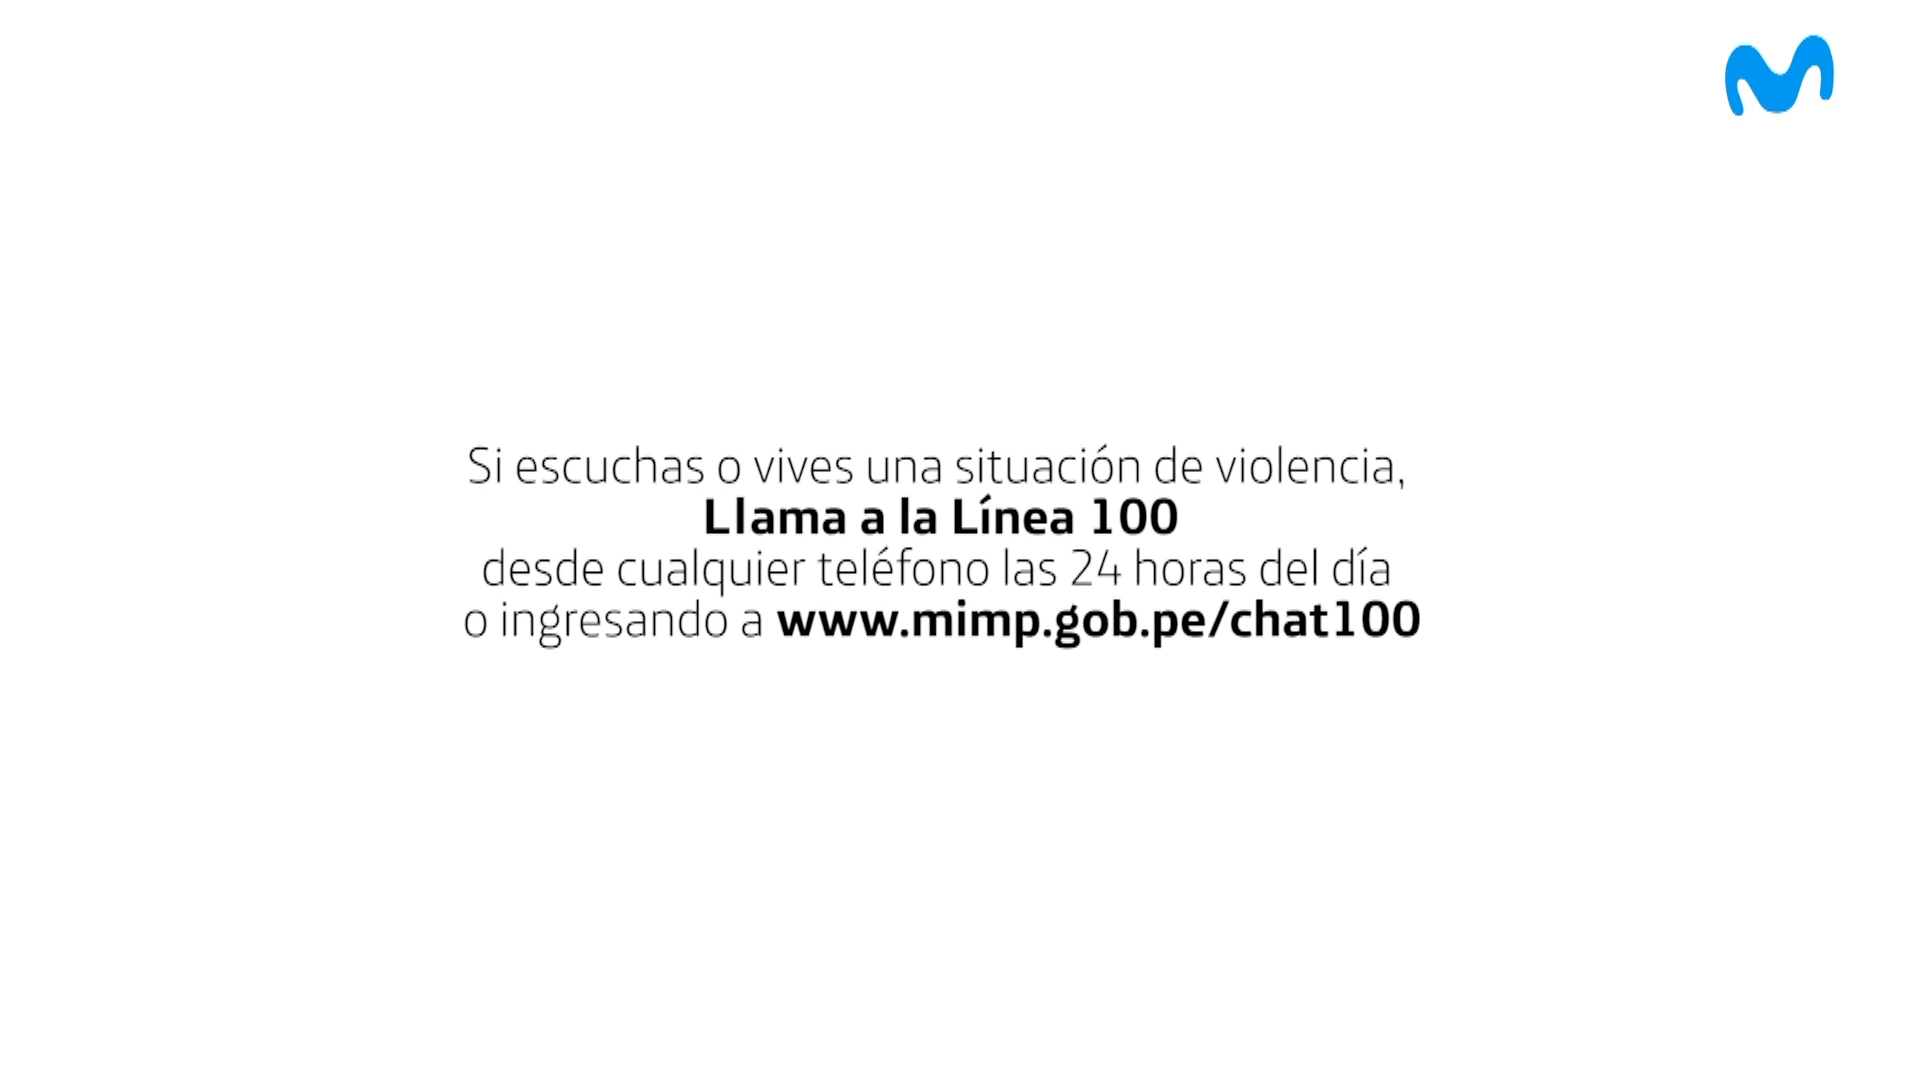 Si escuchas o vives una situación de violencia,
Llama a la Línea 100
desde cualquier teléfono las 24 horas del día
o ingresando a www.mimp.gob.pe/chat100